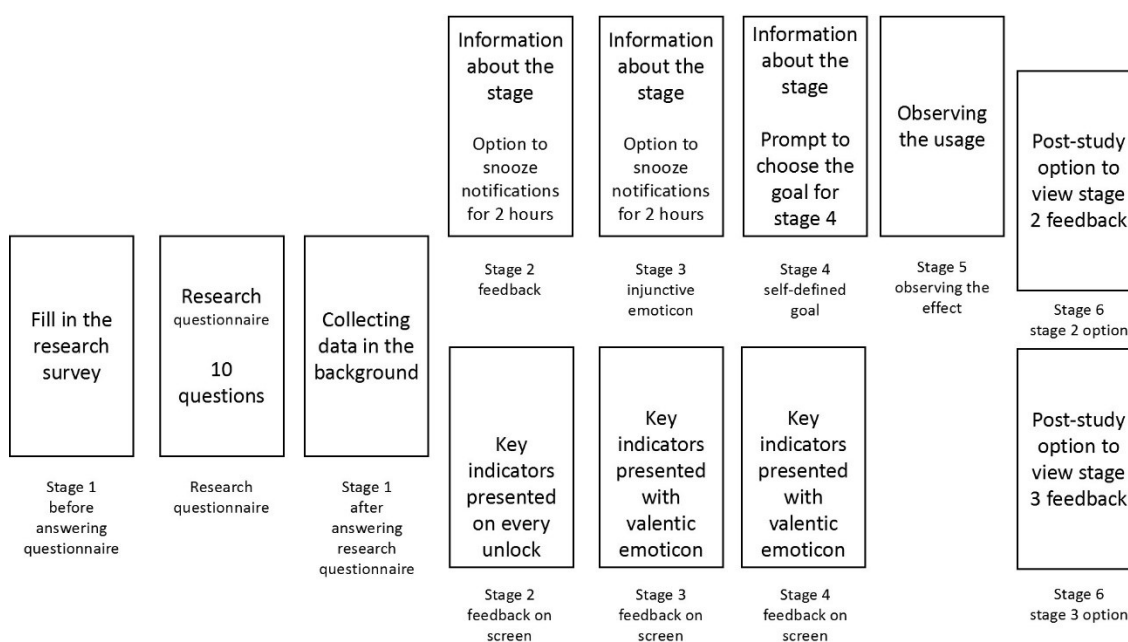 Fill in the
research
survey
Stage 1
before
answering
questionnaire
Research
questionnaire
10
questions
Research
questionnaire
Collecting
data in the
background
Stage 1
after
answering
research
questionnaire
Information
about the
stage
Option to
snooze
notifications
for 2 hours
Stage 2
feedback
Information
about the
stage
Option to
snooze
notifications
for 2 hours
Stage 3
injunctive
emoticon
Information
about the
stage
Prompt to
choose the
goal for
stage 4
Stage 4
self-defined
goal
Observing
the usage
Stage 5
observing the
effect
Post-study
option to
view stage
2 feedback
Stage 6
stage 2 option
Key
indicators
presented
on every
unlock
Stage 2
feedback on
screen
Key
indicators
presented
with
valentic
emoticon
Stage 3
feedback on
screen
Key
indicators
presented
with
valentic
emoticon
Stage 4
feedback on
screen
Post-study
option to
view stage
3 feedback
Stage 6
stage 3 option